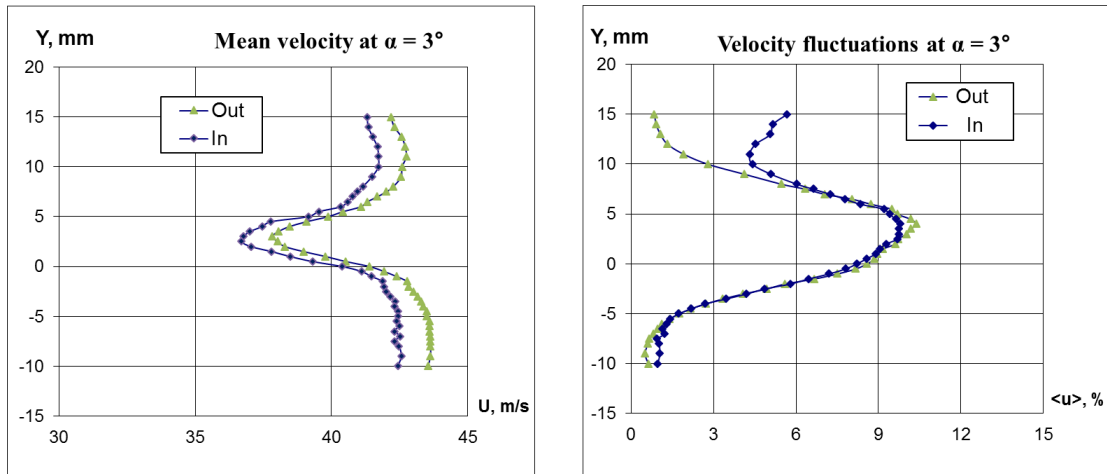 Y, mm
Mean velocity at α = 3°
20
15
10
5
0
-5
-10
-15
Out
In
U, m/s
30
35
40
45
Y, mm
Velocity fluctuations at α = 3°
20
15
10
5
0
-5
-10
-15
Out
In
<u>, %
0
3
6
9
12
15